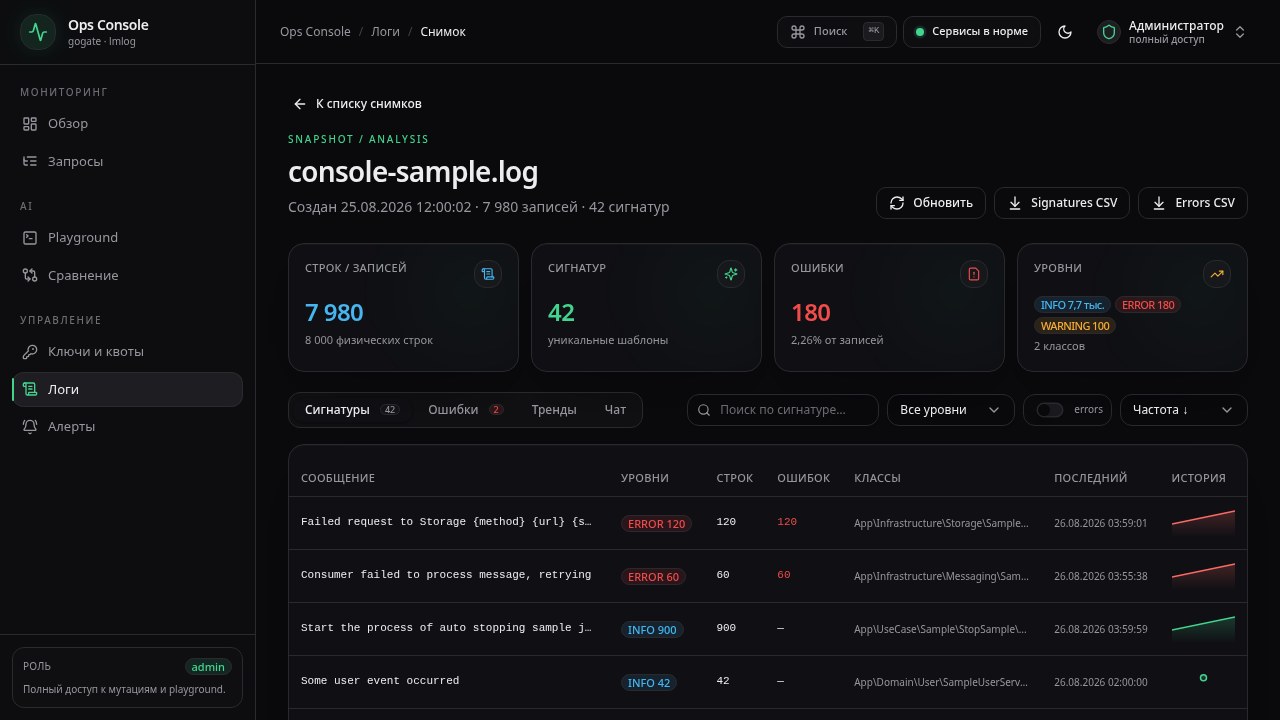 Ops Console
gogate · lmlog
МОНИТОРИНГ
Обзор
Запросы
AI
Playground
Сравнение
УПРАВЛЕНИЕ
Ключи и квоты
Логи
Алерты
РОЛЬ
admin
Полный доступ к мутациям и playground.
Ops Console / Логи / Снимок
Поиск ⌘K
Сервисы в норме
Администратор
полный доступ
К списку снимков
SNAPSHOT / ANALYSIS
console-sample.log
Создан 25.08.2026 12:00:02 · 7 980 записей · 42 сигнатур
Обновить
Signatures CSV
Errors CSV
СТРОК / ЗАПИСЕЙ
7 980
8 000 физических строк
СИГНАТУР
42
уникальные шаблоны
ОШИБКИ
180
2,26% от записей
УРОВНИ
INFO 7,7 тыс. ERROR 180
WARNING 100
2 классов
Сигнатуры 42 Ошибки 2 Тренды Чат
Поиск по сигнатуре...
Все уровни
errors
Частота ↓
СООБЩЕНИЕ УРОВНИ СТРОК ОШИБОК КЛАССЫ ПОСЛЕДНИЙ ИСТОРИЯ
Failed request to Storage {method} {url} {s… ERROR 120 120 120 App\Infrastructure\Storage\Sample… 26.08.2026 03:59:01
Consumer failed to process message, retrying ERROR 60 60 60 App\Infrastructure\Messaging\Sam… 26.08.2026 03:55:38
Start the process of auto stopping sample j… INFO 900 900 — App\UseCase\Sample\StopSample\… 26.08.2026 03:59:59
Some user event occurred INFO 42 42 — App\Domain\User\SampleUserServ… 26.08.2026 02:00:00